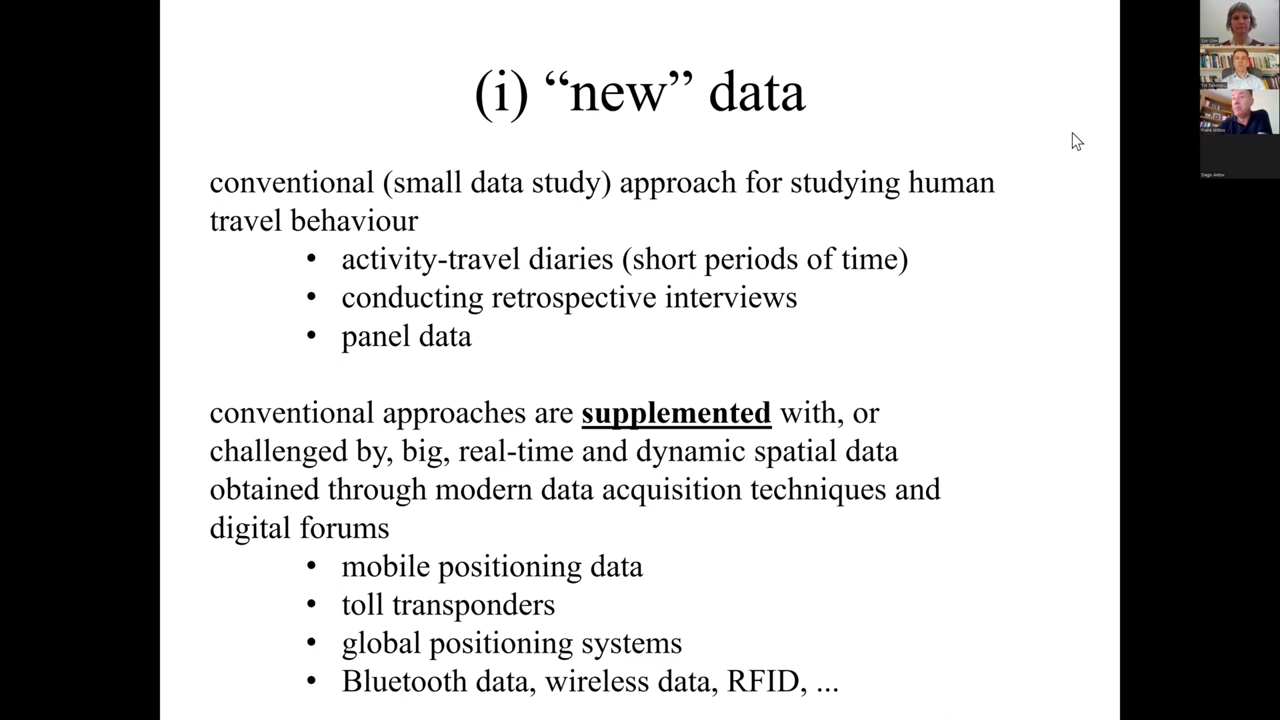 (i) “new” data
conventional (small data study) approach for studying human
travel behaviour
• activity-travel diaries (short periods of time)
• conducting retrospective interviews
• panel data
conventional approaches are supplemented with, or
challenged by, big, real-time and dynamic spatial data
obtained through modern data acquisition techniques and
digital forums
• mobile positioning data
• toll transponders
• global positioning systems
• Bluetooth data, wireless data, RFID, ...
Dago Antov